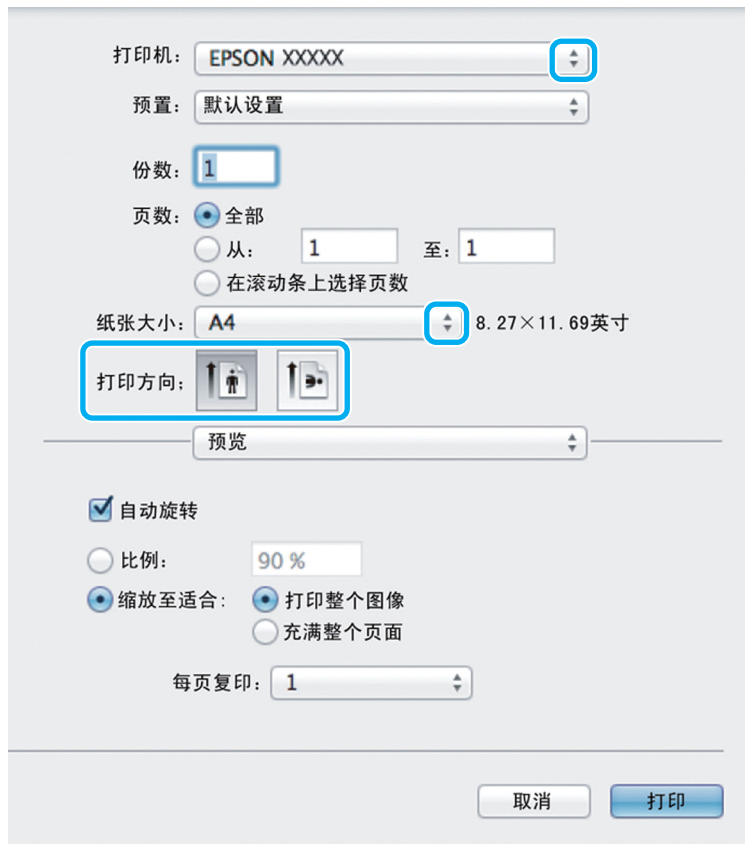 打印机： EPSON XXXXX
预置： 默认设置
份数： 1
页数： 全部
从： 1 至： 1
在滚动条上选择页数
纸张大小： A4 8.27×11.69英寸
打印方向：
预览
自动旋转
比例： 90 %
缩放至适合： 打印整个图像
充满整个页面
每页复印： 1
取消 打印